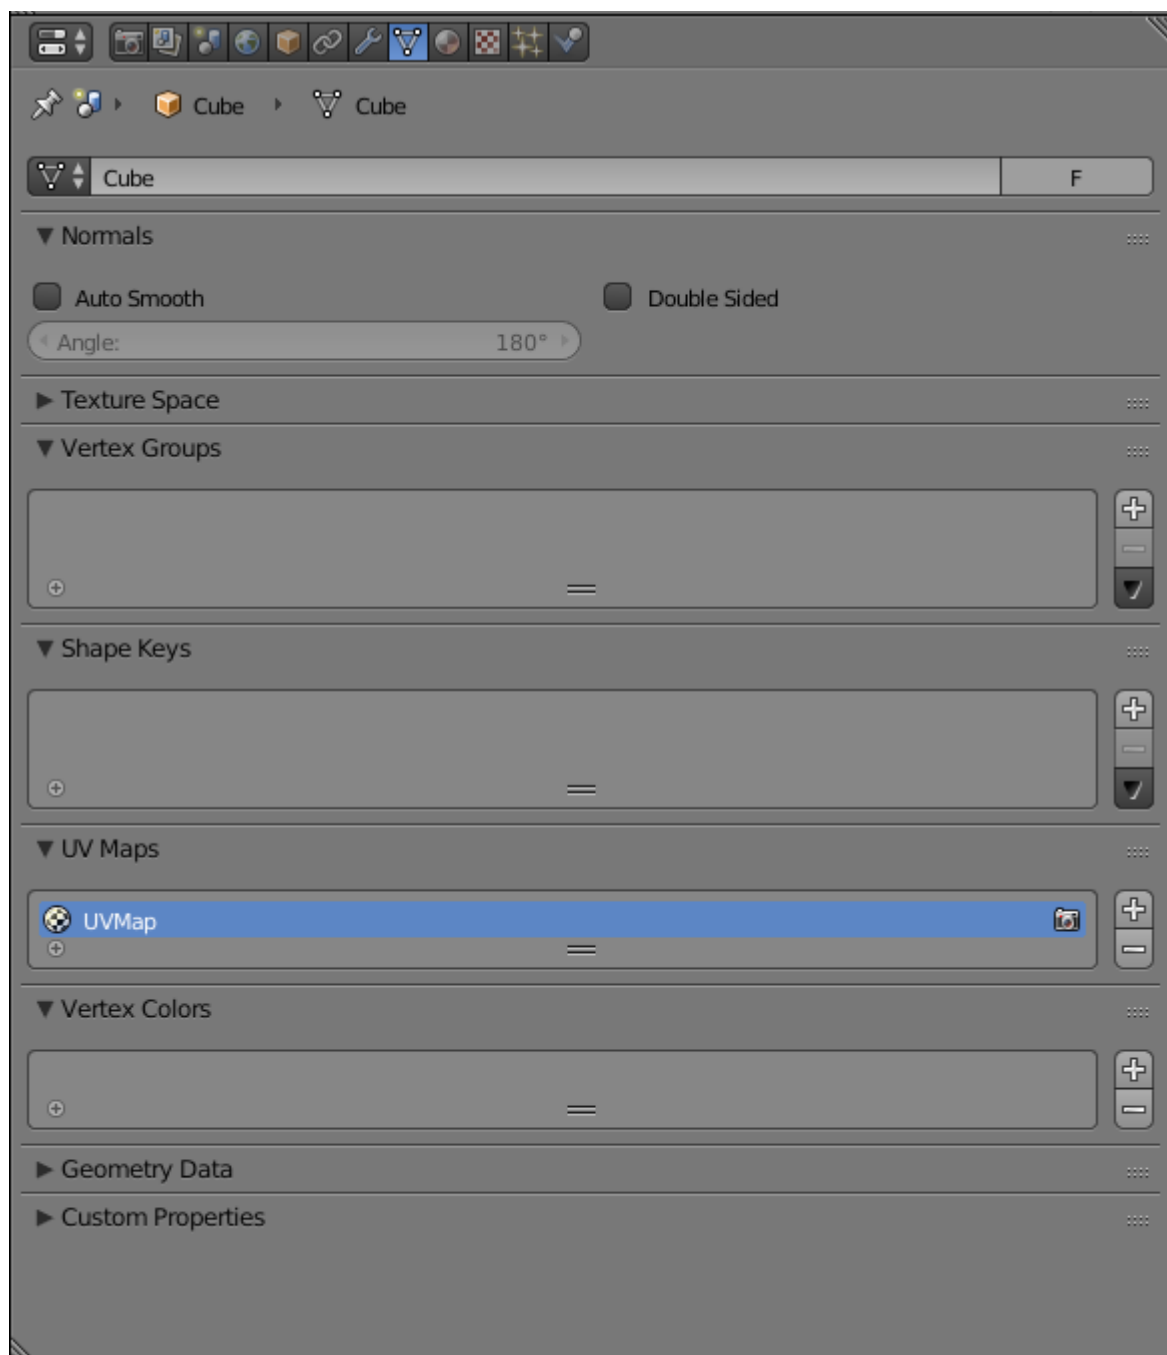 Cube Cube
Cube F
Normals
Auto Smooth Double Sided
Angle: 180°
Texture Space
Vertex Groups
Shape Keys
UV Maps
UVMap
Vertex Colors
Geometry Data
Custom Properties